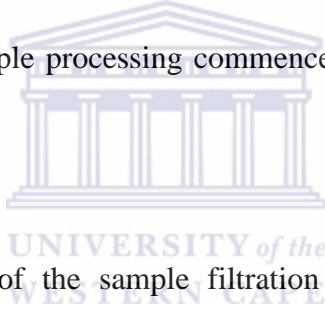 ple processing commence
UNIVERSITY of the
of the sample filtration
WESTERN CAPE